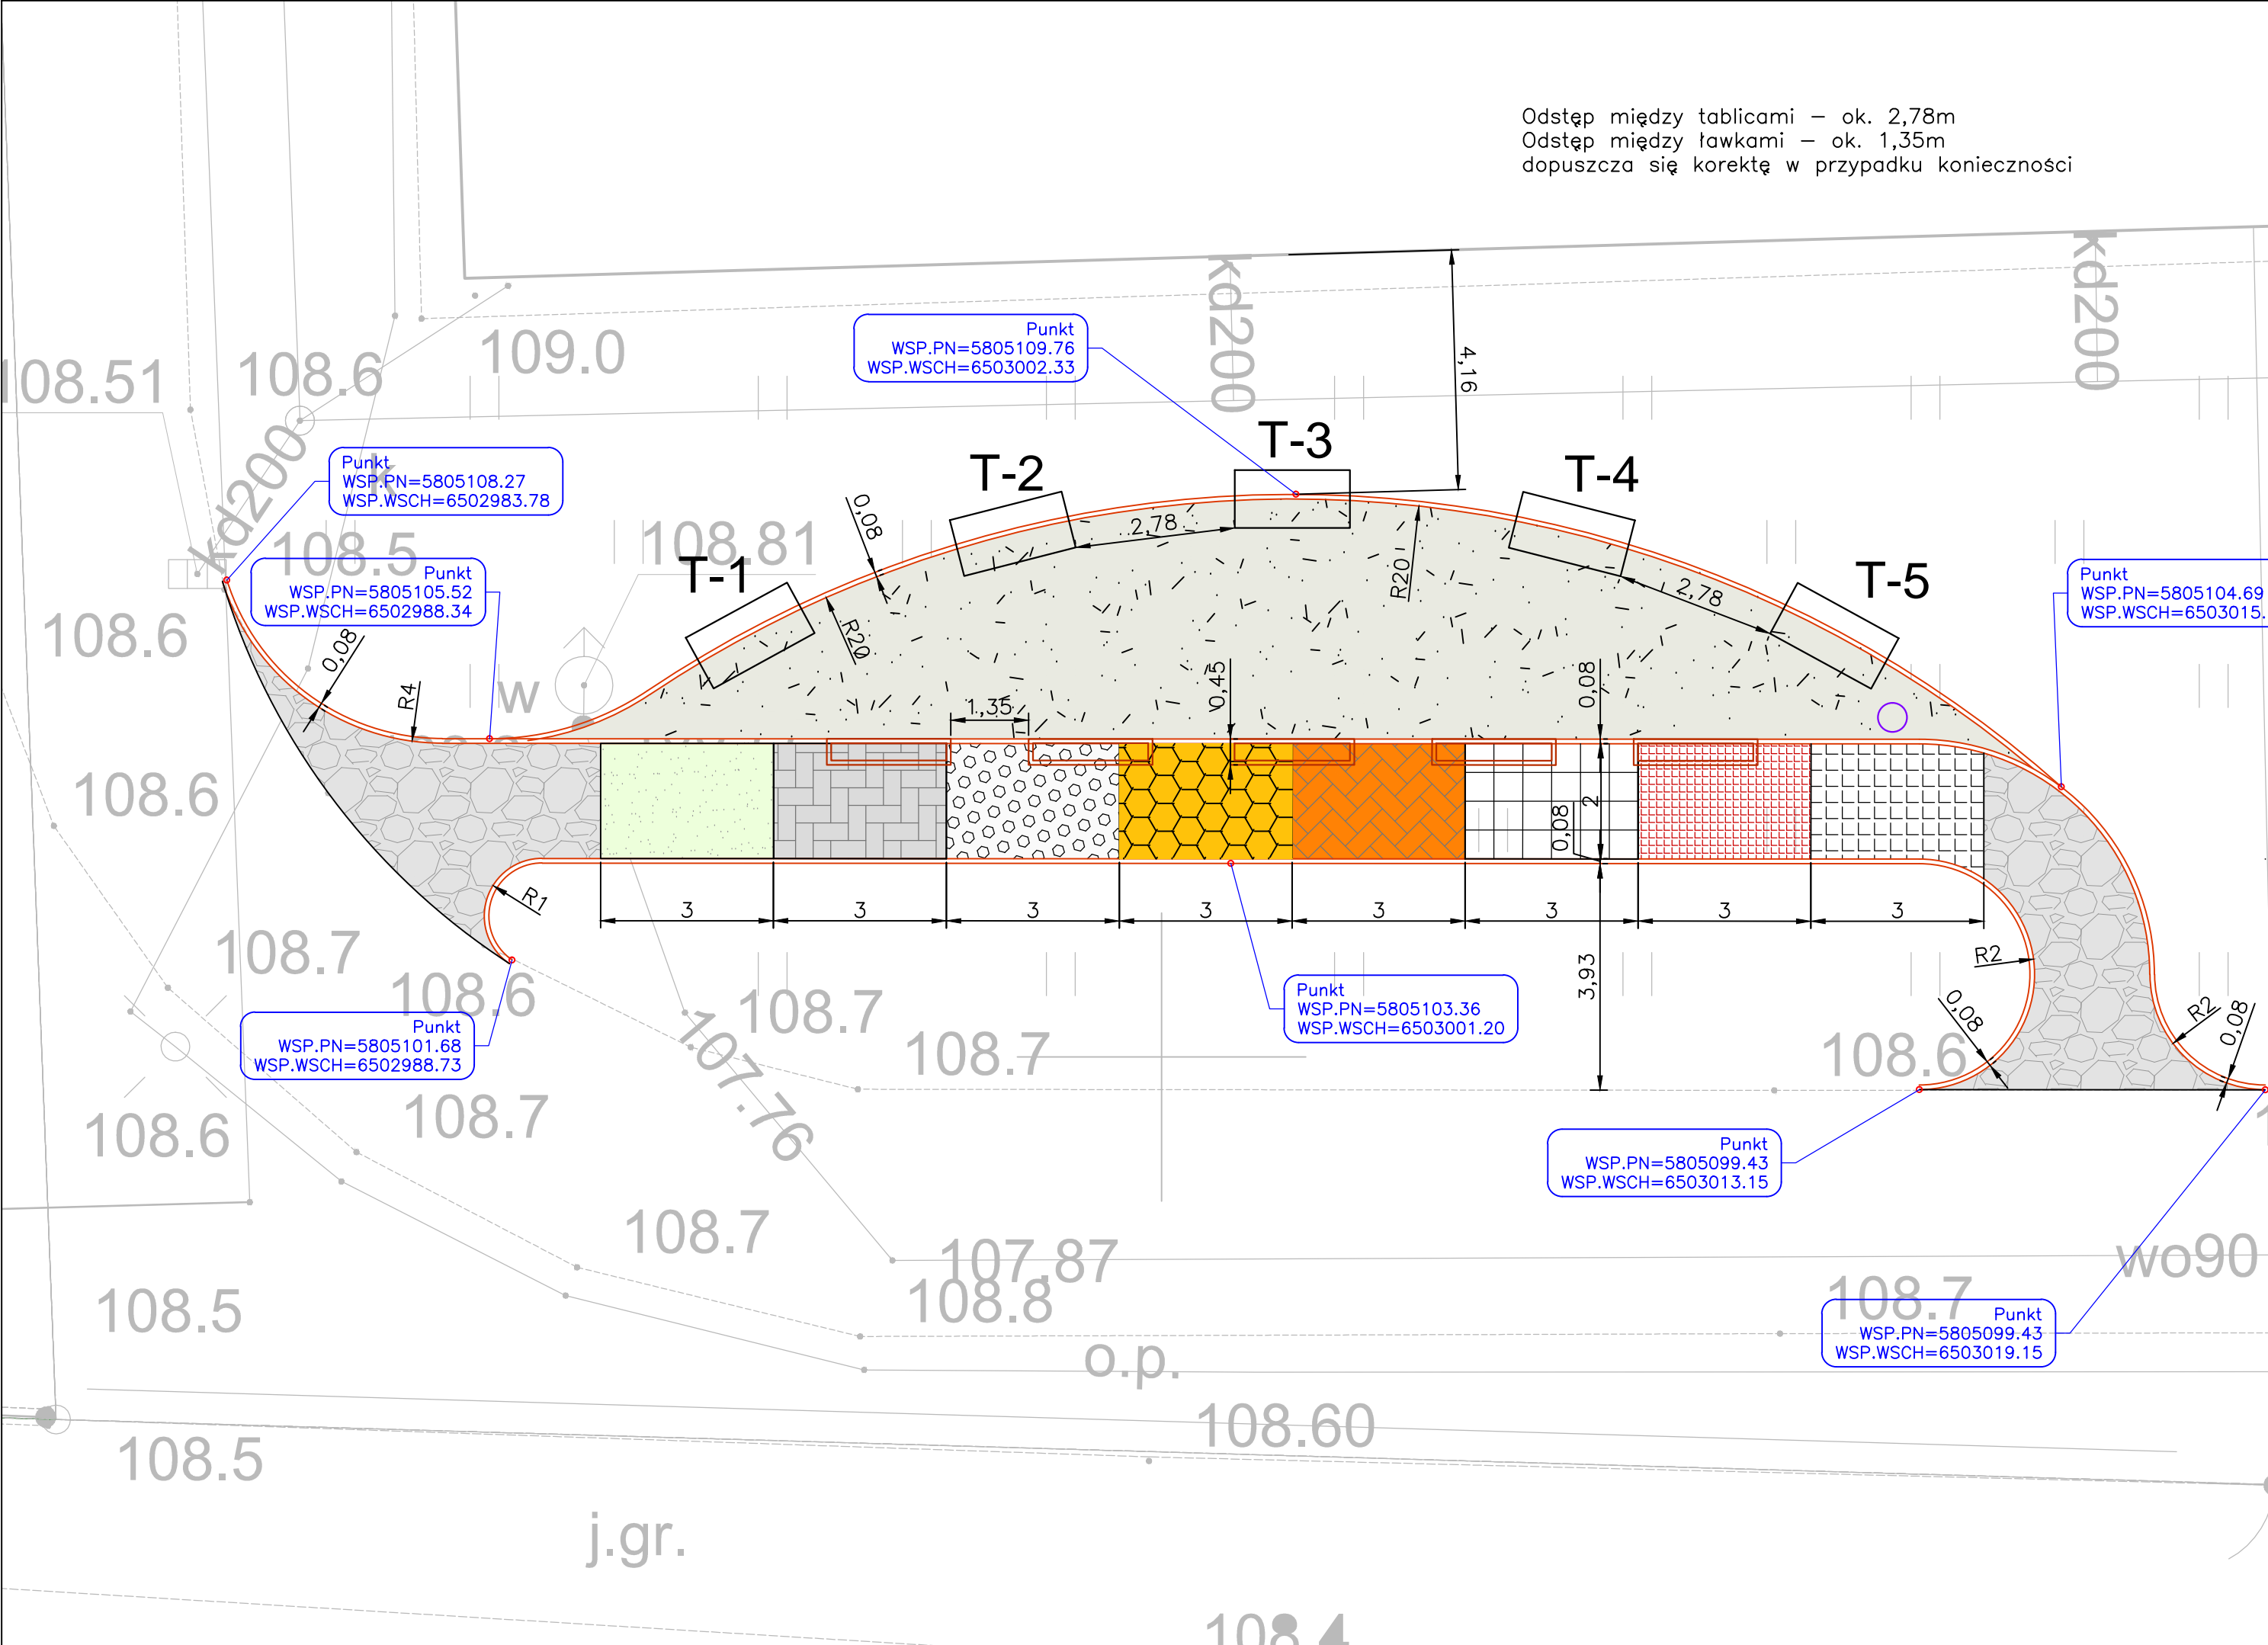 Odstęp między tablicami – ok. 2,78m
Odstęp między ławkami – ok. 1,35m
dopuszcza się korektę w przypadku konieczności
kd200
kd200
109.0
108.6
108.51
Punkt
WSP.PN=5805109.76
WSP.WSCH=6503002.33
4,16
T-3
T-2
T-4
kd200
k
Punkt
WSP.PN=5805108.27
WSP.WSCH=6502983.78
0,08
2,78
108.5
108.81
T-1
R20
2,78
T-5
Punkt
WSP.PN=5805105.52
WSP.WSCH=6502988.34
Punkt
WSP.PN=5805104.69
WSP.WSCH=6503015.
108.6
0,08
R4
w
R20
1,35
0,45
0,08
108.6
0,08
2
R1
3
3
3
3
3
3
3
3
108.7
108.6
108.7
107.76
3,93
R2
0,08
R2
0,08
Punkt
WSP.PN=5805103.36
WSP.WSCH=6503001.20
Punkt
WSP.PN=5805101.68
WSP.WSCH=6502988.73
108.7
108.6
108.7
108.6
Punkt
WSP.PN=5805099.43
WSP.WSCH=6503013.15
108.7
107.87
108.8
wo90
108.5
108.7
Punkt
WSP.PN=5805099.43
WSP.WSCH=6503019.15
o.p.
108.60
108.5
j.gr.
108.4